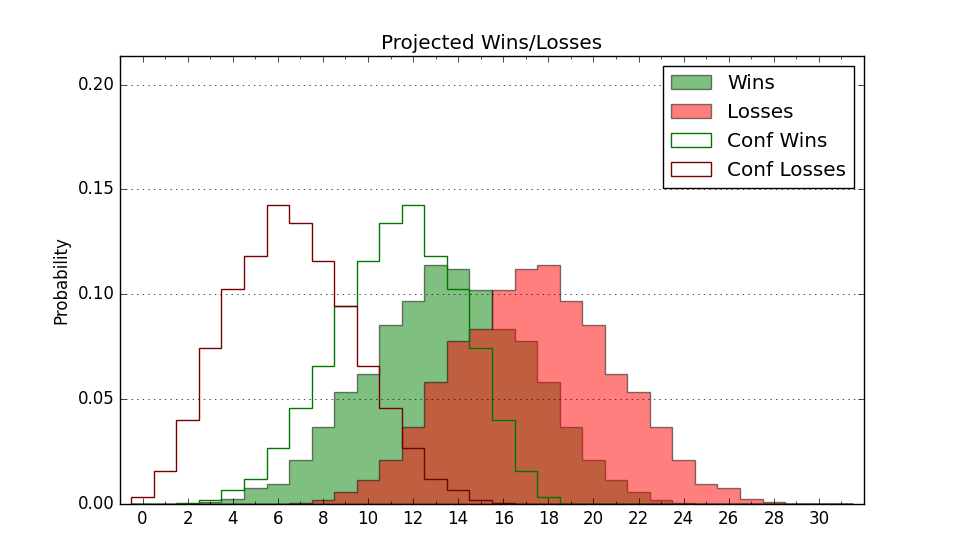 Projected Wins/Losses
Wins
Losses
Conf Wins
Conf Losses
Probability
0.20
0.15
0.10
0.05
0.00
0 2 4 6 8 10 12 14 16 18 20 22 24 26 28 30